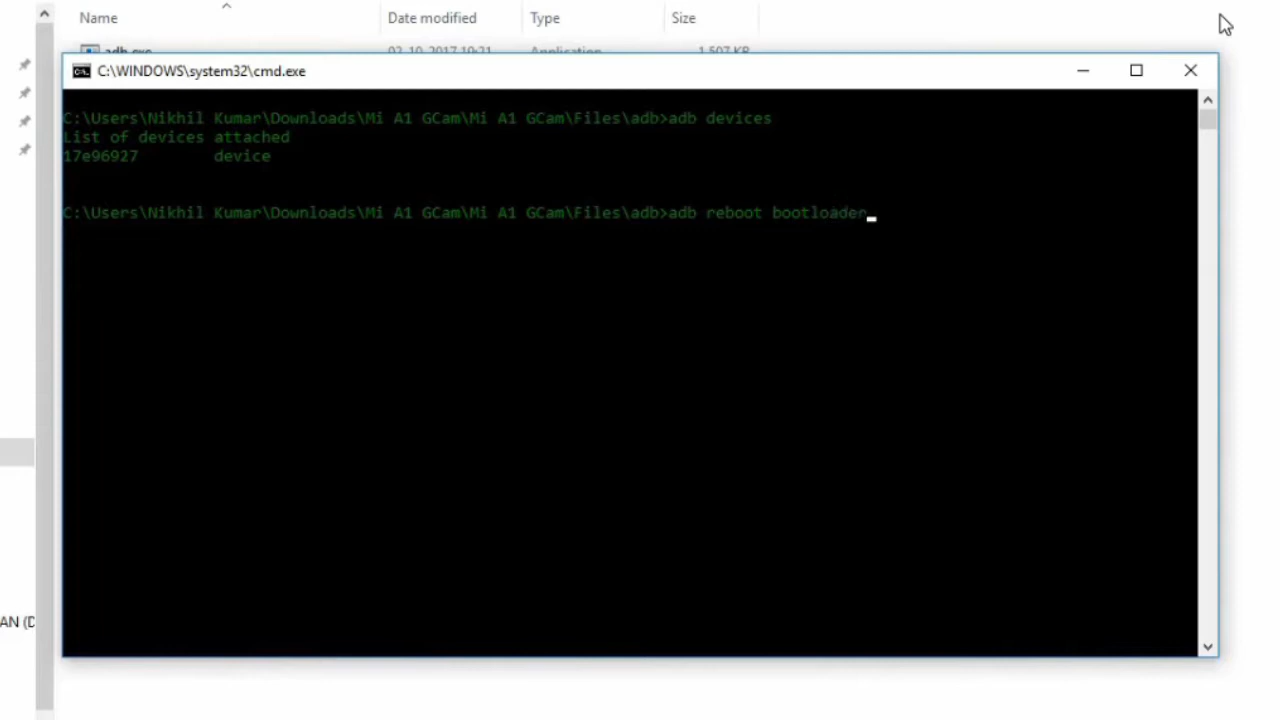 Name Date modified Type Size
adb.exe 02-10-2017 19:21 Application 1,507 KB
C:\WINDOWS\system32\cmd.exe
C:\Users\Nikhil Kumar\Downloads\Mi A1 GCam\Mi A1 GCam\Files\adb>adb devices
List of devices attached
17e96927 device
C:\Users\Nikhil Kumar\Downloads\Mi A1 GCam\Mi A1 GCam\Files\adb>adb reboot bootloader
AN (D